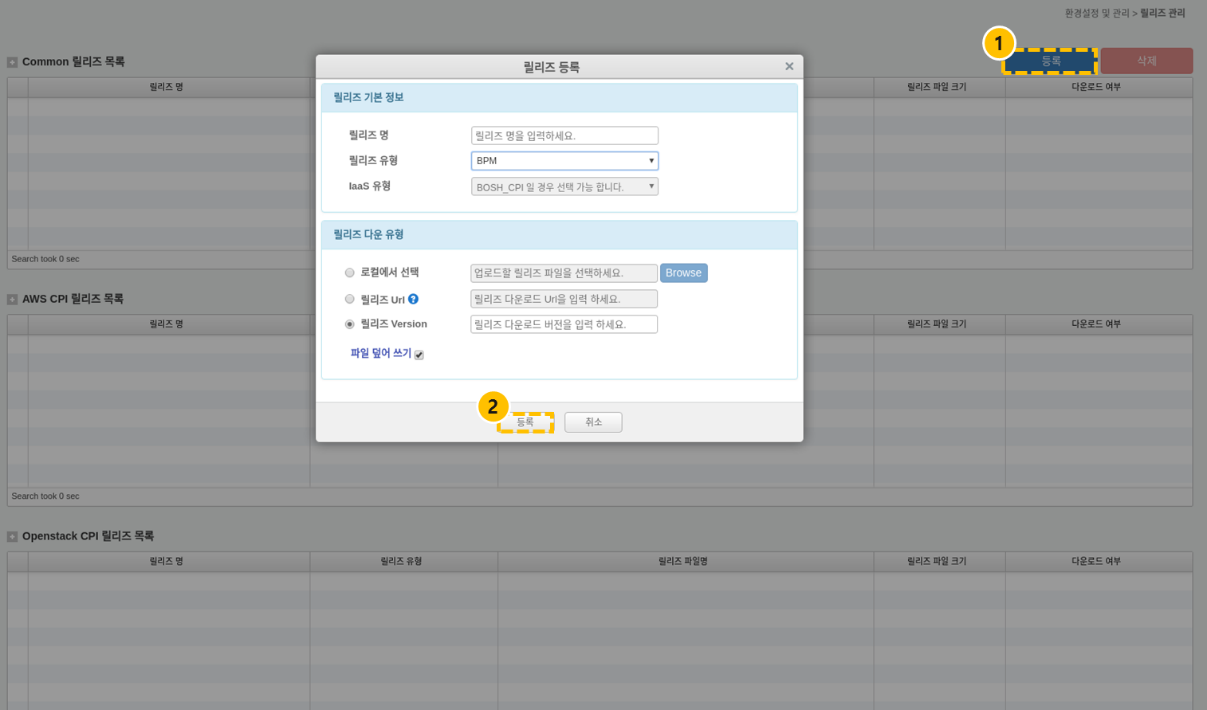 환경설정 및 관리 > 릴리즈 관리
1
Common 릴리즈 목록
등록
삭제
릴리즈 등록
×
릴리즈 명
릴리즈 파일 크기
다운로드 여부
릴리즈 기본 정보
릴리즈 명
릴리즈 명을 입력하세요.
릴리즈 유형
BPM
IaaS 유형
BOSH_CPI 일 경우 선택 가능 합니다.
릴리즈 다운 유형
Search took 0 sec
로컬에서 선택
업로드할 릴리즈 파일을 선택하세요.
Browse
AWS CPI 릴리즈 목록
릴리즈 Url ?
릴리즈 다운로드 Url을 입력 하세요.
릴리즈 명
릴리즈 Version
릴리즈 다운로드 버전을 입력 하세요.
릴리즈 파일 크기
다운로드 여부
파일 덮어 쓰기
2
등록
취소
Search took 0 sec
Openstack CPI 릴리즈 목록
릴리즈 명
릴리즈 유형
릴리즈 파일명
릴리즈 파일 크기
다운로드 여부